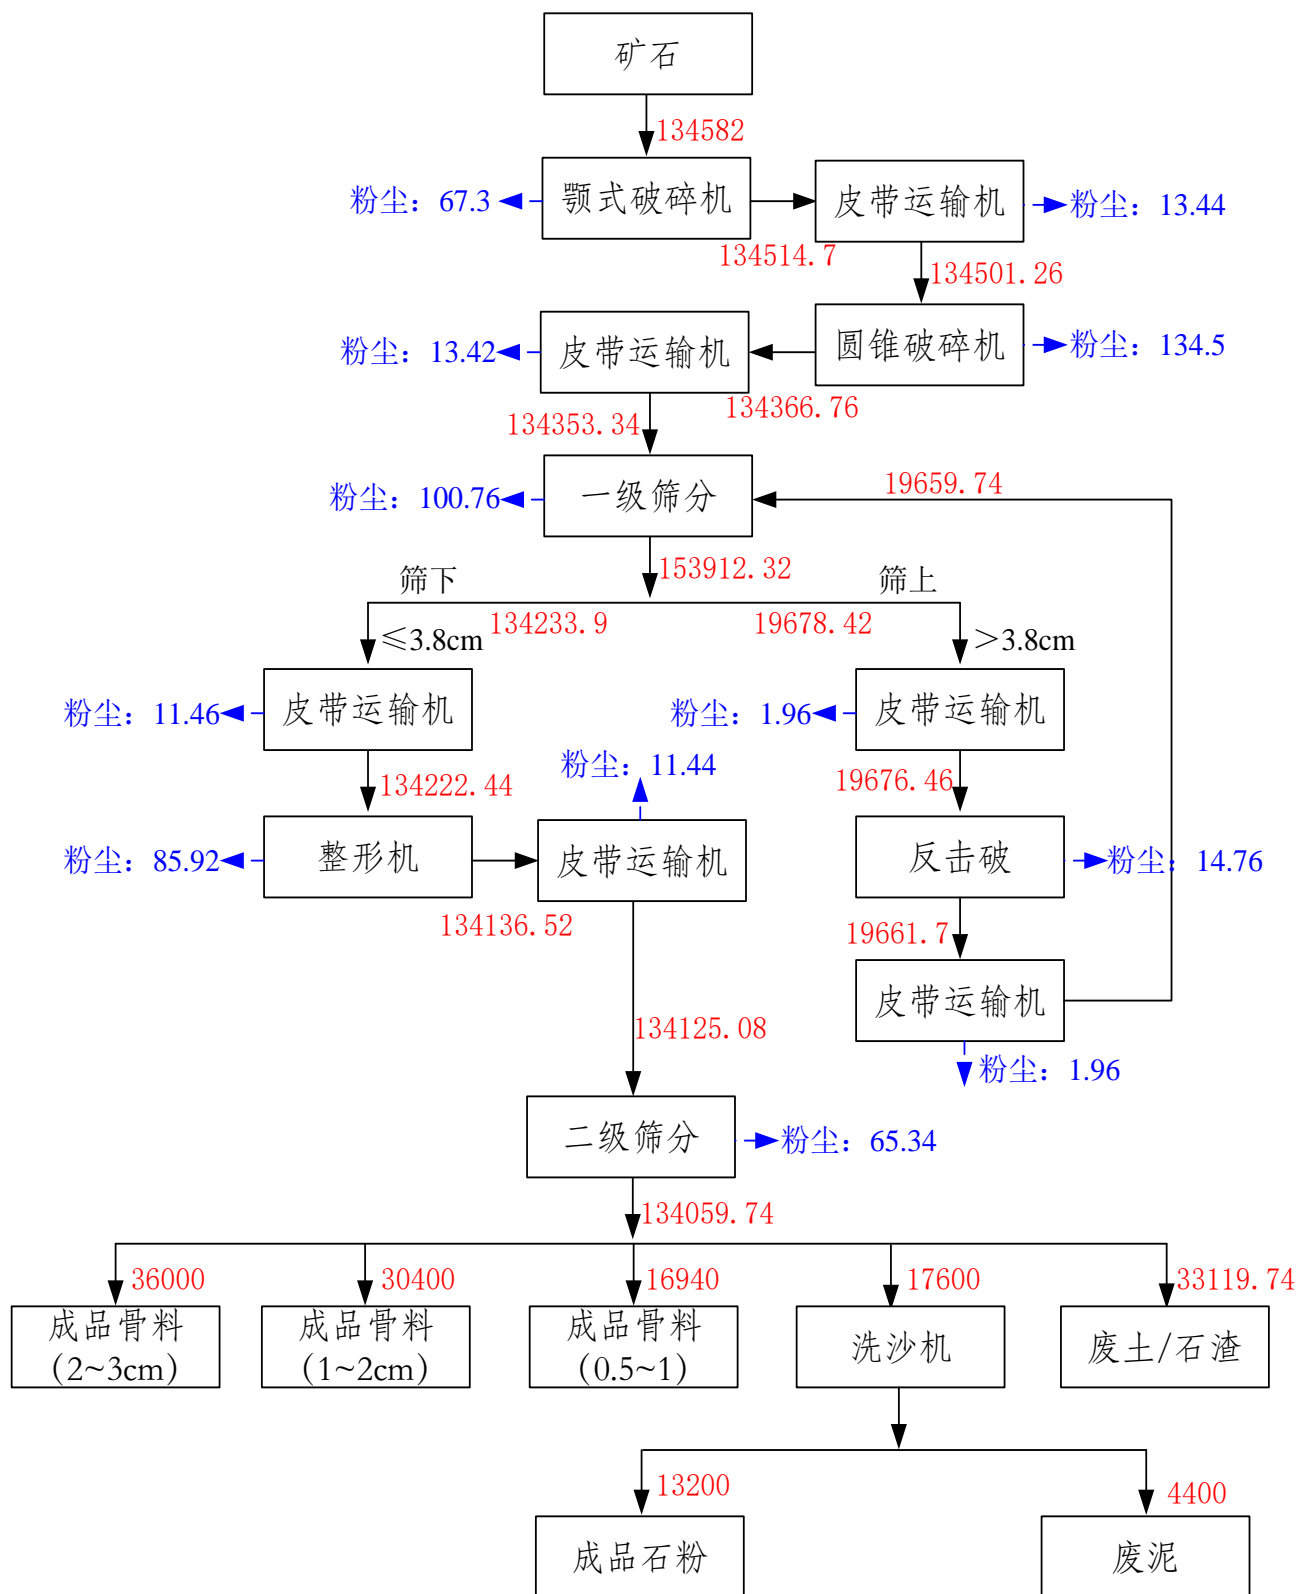 矿石
134582
粉尘：67.3
颚式破碎机
皮带运输机
粉尘：13.44
134514.7
134501.26
粉尘：13.42
皮带运输机
圆锥破碎机
粉尘：134.5
134366.76
134353.34
粉尘：100.76
一级筛分
19659.74
153912.32
筛下
筛上
134233.9
19678.42
≤3.8cm
＞3.8cm
粉尘：11.46
皮带运输机
粉尘：1.96
皮带运输机
134222.44
粉尘：11.44
19676.46
粉尘：85.92
整形机
皮带运输机
反击破
粉尘：14.76
134136.52
19661.7
皮带运输机
134125.08
粉尘：1.96
二级筛分
粉尘：65.34
134059.74
36000
30400
16940
17600
33119.74
成品骨料
(2~3cm)
成品骨料
(1~2cm)
成品骨料
(0.5~1)
洗沙机
废土/石渣
13200
4400
成品石粉
废泥